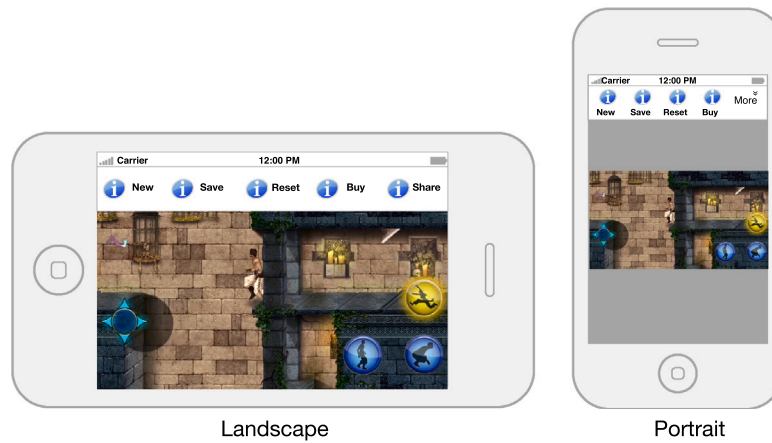 Carrier 12:00 PM
New Save Reset Buy Share
Landscape
Carrier 12:00 PM
New Save Reset Buy More
Portrait